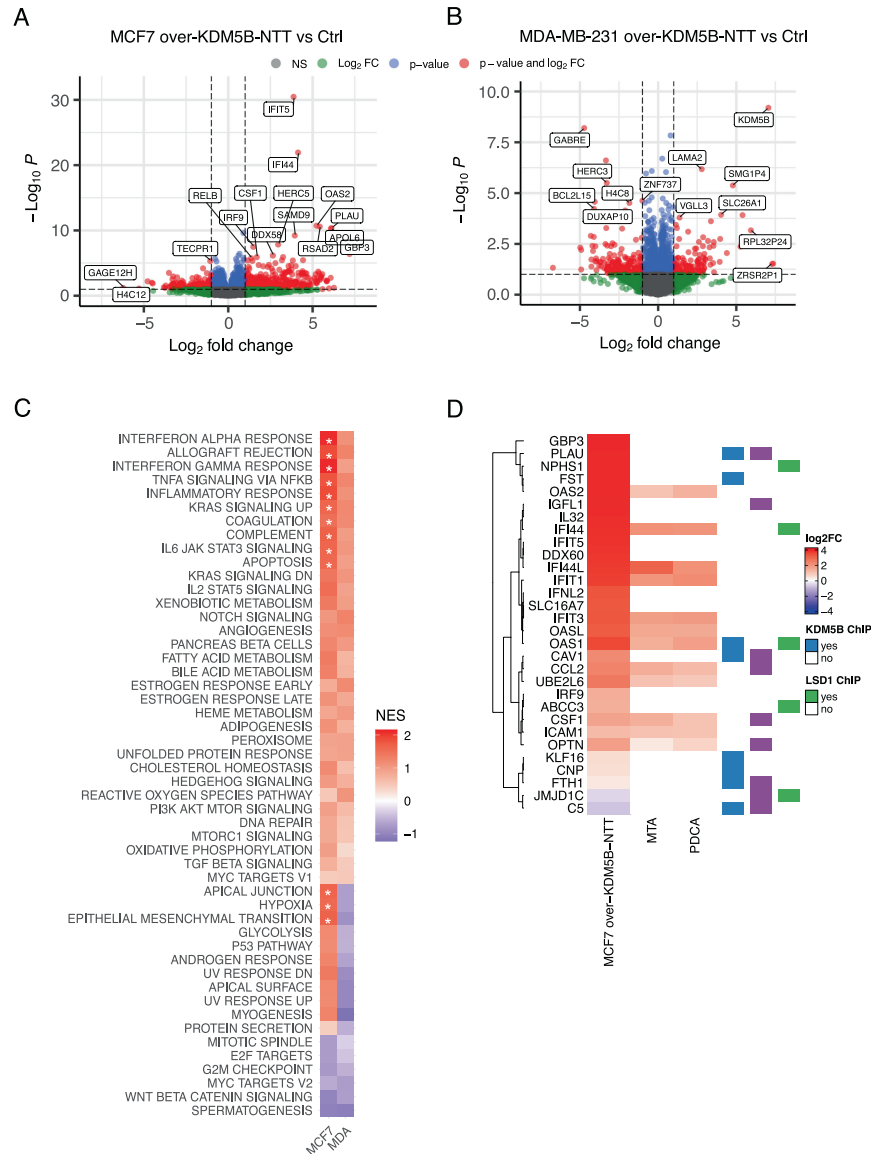 A
MCF7 over-KDM5B-NTT vs Ctrl
B
MDA-MB-231 over-KDM5B-NTT vs Ctrl
NS
Log2 FC
p-value
p − value and log2 FC
30
20
10
0
−Log10 P
IFIT5
IFI44
RELB
CSF1
HERC5
OAS2
IRF9
SAMD9
PLAU
DDX58
APOL6
TECPR1
RSAD2
GBP3
GAGE12H
H4C12
−5
0
5
Log2 fold change
10.0
7.5
5.0
2.5
0.0
−Log10 P
KDM5B
GABRE
LAMA2
HERC3
SMG1P4
ZNF737
BCL2L15
H4C8
SLC26A1
VGLL3
DUXAP10
RPL32P24
ZRSR2P1
−5
0
5
Log2 fold change
C
INTERFERON ALPHA RESPONSE *
ALLOGRAFT REJECTION *
INTERFERON GAMMA RESPONSE *
TNFA SIGNALING VIA NFKB *
INFLAMMATORY RESPONSE *
KRAS SIGNALING UP *
COAGULATION *
COMPLEMENT *
IL6 JAK STAT3 SIGNALING *
APOPTOSIS *
KRAS SIGNALING DN
IL2 STAT5 SIGNALING
XENOBIOTIC METABOLISM
NOTCH SIGNALING
ANGIOGENESIS
PANCREAS BETA CELLS
FATTY ACID METABOLISM
BILE ACID METABOLISM
ESTROGEN RESPONSE EARLY
ESTROGEN RESPONSE LATE
HEME METABOLISM
ADIPOGENESIS
PEROXISOME
UNFOLDED PROTEIN RESPONSE
CHOLESTEROL HOMEOSTASIS
HEDGEHOG SIGNALING
REACTIVE OXYGEN SPECIES PATHWAY
PI3K AKT MTOR SIGNALING
DNA REPAIR
MTORC1 SIGNALING
OXIDATIVE PHOSPHORYLATION
TGF BETA SIGNALING
MYC TARGETS V1
APICAL JUNCTION *
HYPOXIA *
EPITHELIAL MESENCHYMAL TRANSITION *
GLYCOLYSIS
P53 PATHWAY
ANDROGEN RESPONSE
UV RESPONSE DN
APICAL SURFACE
UV RESPONSE UP
MYOGENESIS
PROTEIN SECRETION
MITOTIC SPINDLE
E2F TARGETS
G2M CHECKPOINT
MYC TARGETS V2
WNT BETA CATENIN SIGNALING
SPERMATOGENESIS
MCF7
MDA
NES
2
1
0
−1
D
GBP3
PLAU
NPHS1
FST
OAS2
IGFL1
IL32
IFI44
IFIT5
DDX60
IFI44L
IFIT1
IFNL2
SLC16A7
IFIT3
OASL
OAS1
CAV1
CCL2
UBE2L6
IRF9
ABCC3
CSF1
ICAM1
OPTN
KLF16
CNP
FTH1
JMJD1C
C5
MCF7 over−KDM5B−NTT
MTA
PDCA
log2FC
4
2
0
−2
−4
KDM5B ChIP
yes
no
LSD1 ChIP
yes
no